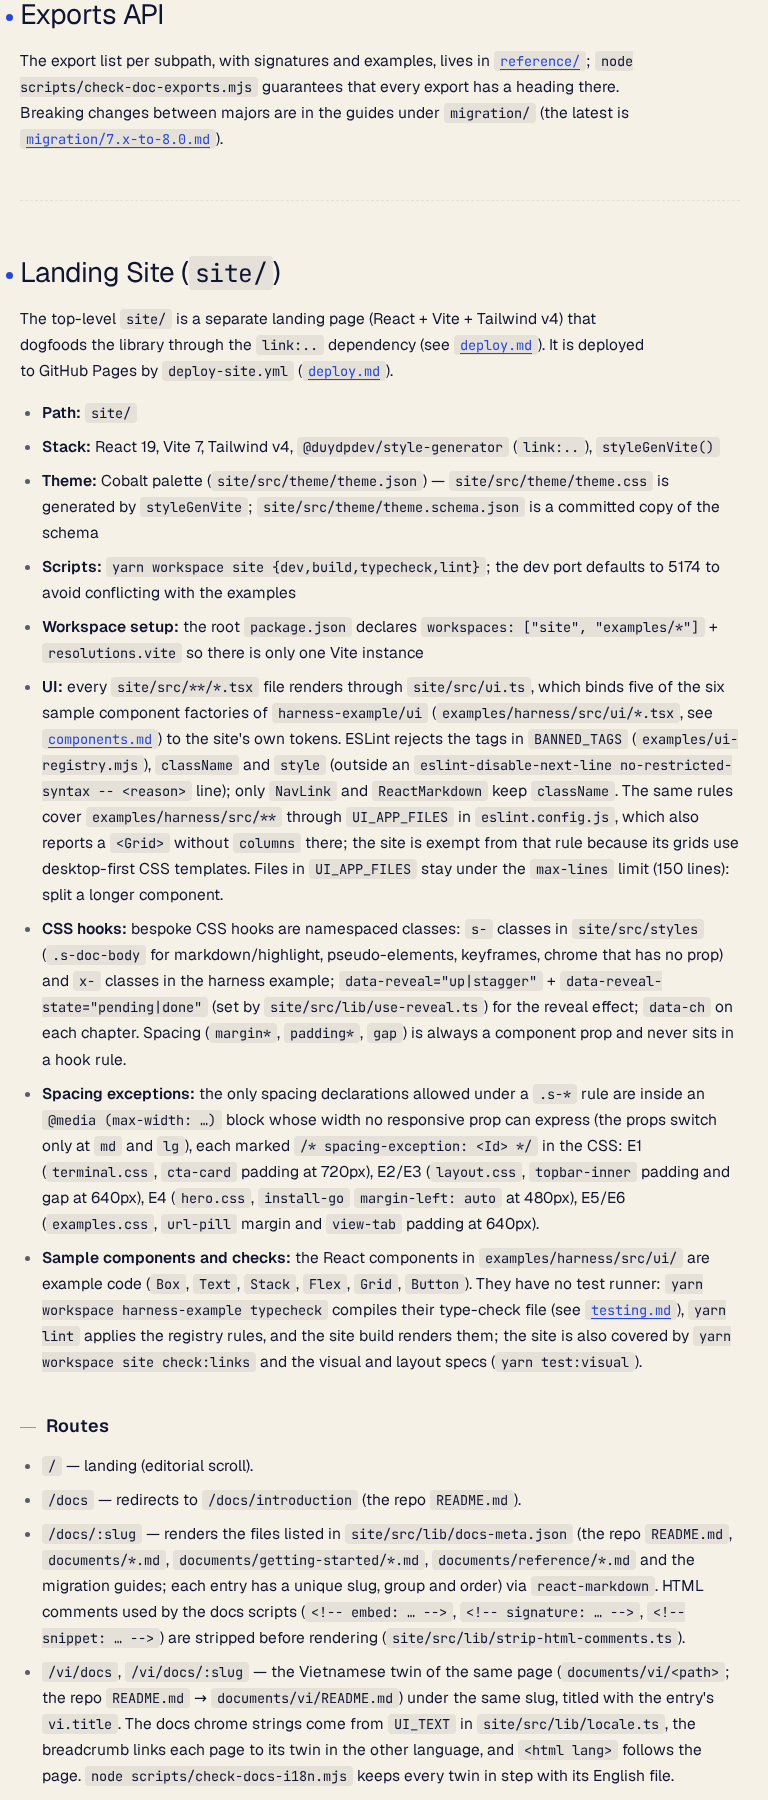 Exports API
The export list per subpath, with signatures and examples, lives in reference/ ; node
scripts/check-doc-exports.mjs guarantees that every export has a heading there.
Breaking changes between majors are in the guides under migration/ (the latest is
migration/7.x-to-8.0.md ).
Landing Site ( site/ )
The top-level site/ is a separate landing page (React + Vite + Tailwind v4) that
dogfoods the library through the link:.. dependency (see deploy.md ). It is deployed
to GitHub Pages by deploy-site.yml ( deploy.md ).
Path: site/
Stack: React 19, Vite 7, Tailwind v4, @duydpdev/style-generator ( link:.. ), styleGenVite()
Theme: Cobalt palette ( site/src/theme/theme.json ) — site/src/theme/theme.css is
generated by styleGenVite ; site/src/theme/theme.schema.json is a committed copy of the
schema
Scripts: yarn workspace site {dev,build,typecheck,lint} ; the dev port defaults to 5174 to
avoid conflicting with the examples
Workspace setup: the root package.json declares workspaces: ["site", "examples/*"] +
resolutions.vite so there is only one Vite instance
UI: every site/src/**/*.tsx file renders through site/src/ui.ts , which binds five of the six
sample component factories of harness-example/ui ( examples/harness/src/ui/*.tsx , see
components.md ) to the site's own tokens. ESLint rejects the tags in BANNED_TAGS ( examples/ui-
registry.mjs ), className and style (outside an eslint-disable-next-line no-restricted-
syntax -- <reason> line); only NavLink and ReactMarkdown keep className . The same rules
cover examples/harness/src/** through UI_APP_FILES in eslint.config.js , which also
reports a <Grid> without columns there; the site is exempt from that rule because its grids use
desktop-first CSS templates. Files in UI_APP_FILES stay under the max-lines limit (150 lines):
split a longer component.
CSS hooks: bespoke CSS hooks are namespaced classes: s- classes in site/src/styles
( .s-doc-body for markdown/highlight, pseudo-elements, keyframes, chrome that has no prop)
and x- classes in the harness example; data-reveal="up|stagger" + data-reveal-
state="pending|done" (set by site/src/lib/use-reveal.ts ) for the reveal effect; data-ch on
each chapter. Spacing ( margin* , padding* , gap ) is always a component prop and never sits in
a hook rule.
Spacing exceptions: the only spacing declarations allowed under a .s-* rule are inside an
@media (max-width: …) block whose width no responsive prop can express (the props switch
only at md and lg ), each marked /* spacing-exception: <Id> */ in the CSS: E1
( terminal.css , cta-card padding at 720px), E2/E3 ( layout.css , topbar-inner padding and
gap at 640px), E4 ( hero.css , install-go margin-left: auto at 480px), E5/E6
( examples.css , url-pill margin and view-tab padding at 640px).
Sample components and checks: the React components in examples/harness/src/ui/ are
example code ( Box , Text , Stack , Flex , Grid , Button ). They have no test runner: yarn
workspace harness-example typecheck compiles their type-check file (see testing.md ), yarn
lint applies the registry rules, and the site build renders them; the site is also covered by yarn
workspace site check:links and the visual and layout specs ( yarn test:visual ).
— Routes
/ — landing (editorial scroll).
/docs — redirects to /docs/introduction (the repo README.md ).
/docs/:slug — renders the files listed in site/src/lib/docs-meta.json (the repo README.md ,
documents/*.md , documents/getting-started/*.md , documents/reference/*.md and the
migration guides; each entry has a unique slug, group and order) via react-markdown . HTML
comments used by the docs scripts ( <!-- embed: … --> , <!-- signature: … --> , <!--
snippet: … --> ) are stripped before rendering ( site/src/lib/strip-html-comments.ts ).
/vi/docs , /vi/docs/:slug — the Vietnamese twin of the same page ( documents/vi/<path> ;
the repo README.md → documents/vi/README.md ) under the same slug, titled with the entry's
vi.title . The docs chrome strings come from UI_TEXT in site/src/lib/locale.ts , the
breadcrumb links each page to its twin in the other language, and <html lang> follows the
page. node scripts/check-docs-i18n.mjs keeps every twin in step with its English file.